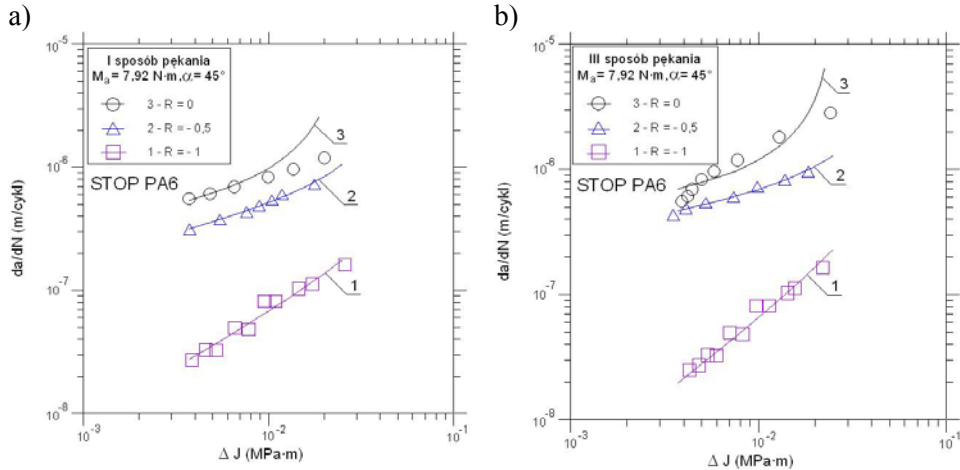 a)
10⁻⁵
I sposób pękania
Mₐ = 7,92 N·m, α= 45°
3 - R = 0
2 - R = - 0,5
1 - R = - 1
3
10⁻⁶
STOP PA6
2
da/dN (m/cykl)
10⁻⁷
1
10⁻⁸
10⁻³
10⁻²
10⁻¹
Δ J (MPa·m)
b)
10⁻⁵
III sposób pękania
Mₐ = 7,92 N·m, α= 45°
3 - R = 0
2 - R = - 0,5
1 - R = - 1
3
10⁻⁶
STOP PA6
2
da/dN (m/cykl)
10⁻⁷
1
10⁻⁸
10⁻³
10⁻²
10⁻¹
Δ J (MPa·m)